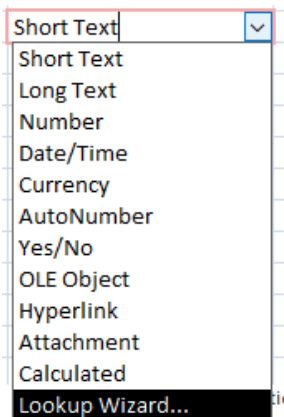 Short Text
Short Text
Long Text
Number
Date/Time
Currency
AutoNumber
Yes/No
OLE Object
Hyperlink
Attachment
Calculated
Lookup Wizard...